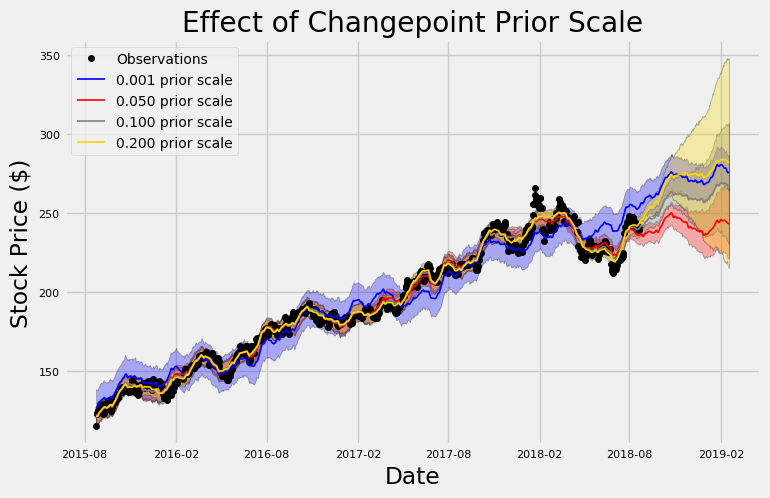 Effect of Changepoint Prior Scale
Observations
0.001 prior scale
0.050 prior scale
0.100 prior scale
0.200 prior scale
Stock Price ($)
350
300
250
200
150
2015-08 2016-02 2016-08 2017-02 2017-08 2018-02 2018-08 2019-02
Date